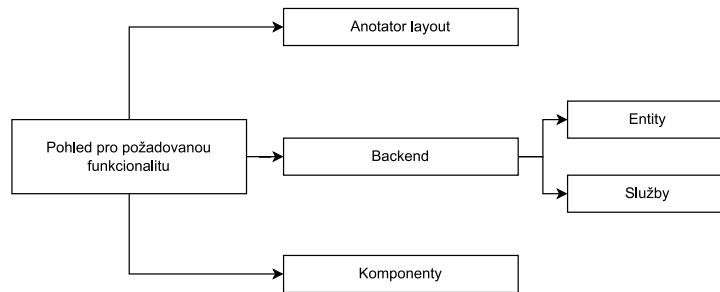 Anotator layout
Pohled pro požadovanou
funkcionalitu
Backend
Entity
Služby
Komponenty